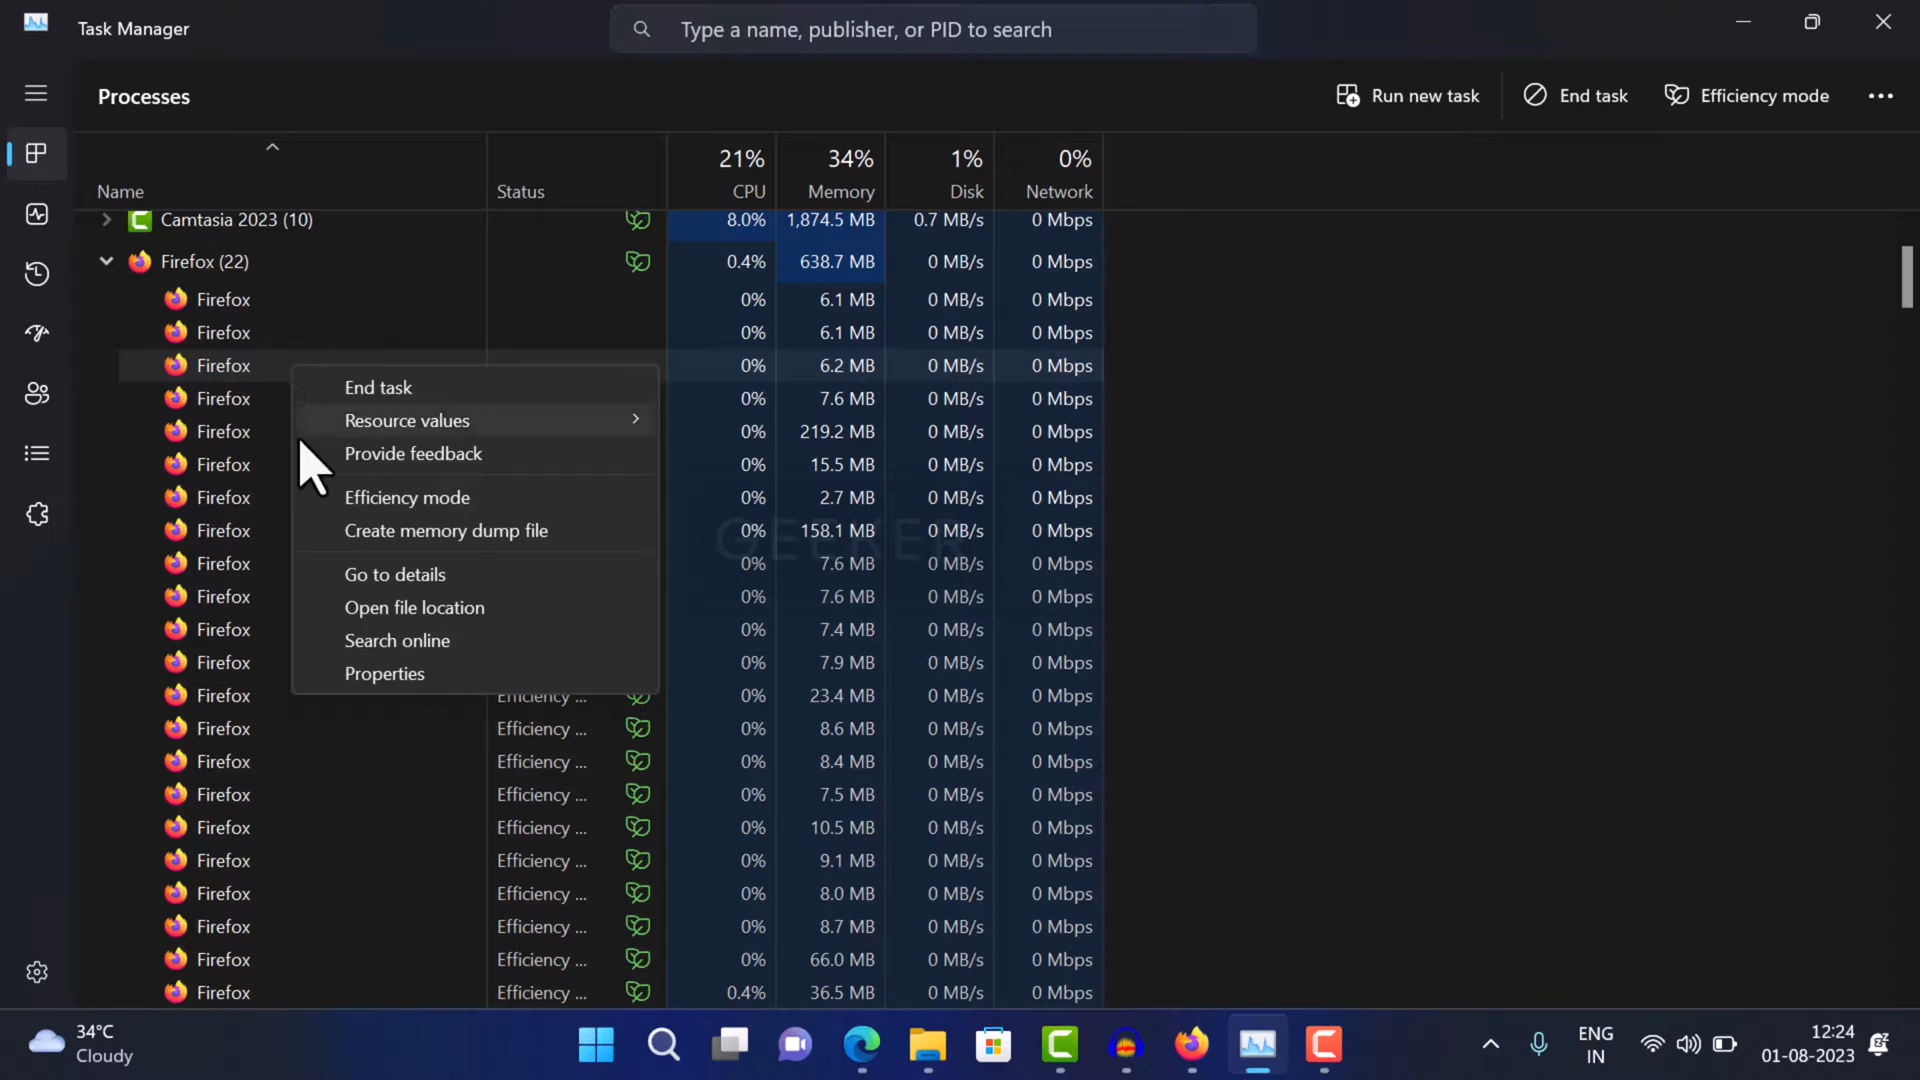 Task Manager
Type a name, publisher, or PID to search
Processes
Run new task
End task
Efficiency mode
21% 34% 1% 0%
Name Status CPU Memory Disk Network
Camtasia 2023 (10) 8.0% 1,874.5 MB 0.7 MB/s 0 Mbps
Firefox (22) 0.4% 638.7 MB 0 MB/s 0 Mbps
Firefox 0% 6.1 MB 0 MB/s 0 Mbps
Firefox 0% 6.1 MB 0 MB/s 0 Mbps
Firefox 0% 6.2 MB 0 MB/s 0 Mbps
End task
Firefox 0% 7.6 MB 0 MB/s 0 Mbps
Resource values
Firefox 0% 219.2 MB 0 MB/s 0 Mbps
Provide feedback
Firefox 0% 15.5 MB 0 MB/s 0 Mbps
Firefox Efficiency mode 0% 2.7 MB 0 MB/s 0 Mbps
Firefox Create memory dump file 0% 158.1 MB 0 MB/s 0 Mbps
GEEKER
Firefox 0% 7.6 MB 0 MB/s 0 Mbps
Go to details
Firefox 0% 7.6 MB 0 MB/s 0 Mbps
Open file location
Firefox 0% 7.4 MB 0 MB/s 0 Mbps
Search online
Firefox 0% 7.9 MB 0 MB/s 0 Mbps
Properties
Firefox Efficiency ... 0% 23.4 MB 0 MB/s 0 Mbps
Firefox Efficiency ... 0% 8.6 MB 0 MB/s 0 Mbps
Firefox Efficiency ... 0% 8.4 MB 0 MB/s 0 Mbps
Firefox Efficiency ... 0% 7.5 MB 0 MB/s 0 Mbps
Firefox Efficiency ... 0% 10.5 MB 0 MB/s 0 Mbps
Firefox Efficiency ... 0% 9.1 MB 0 MB/s 0 Mbps
Firefox Efficiency ... 0% 8.0 MB 0 MB/s 0 Mbps
Firefox Efficiency ... 0% 8.7 MB 0 MB/s 0 Mbps
Firefox Efficiency ... 0% 66.0 MB 0 MB/s 0 Mbps
Firefox Efficiency ... 0.4% 36.5 MB 0 MB/s 0 Mbps
34°C
Cloudy
ENG
IN
12:24
01-08-2023